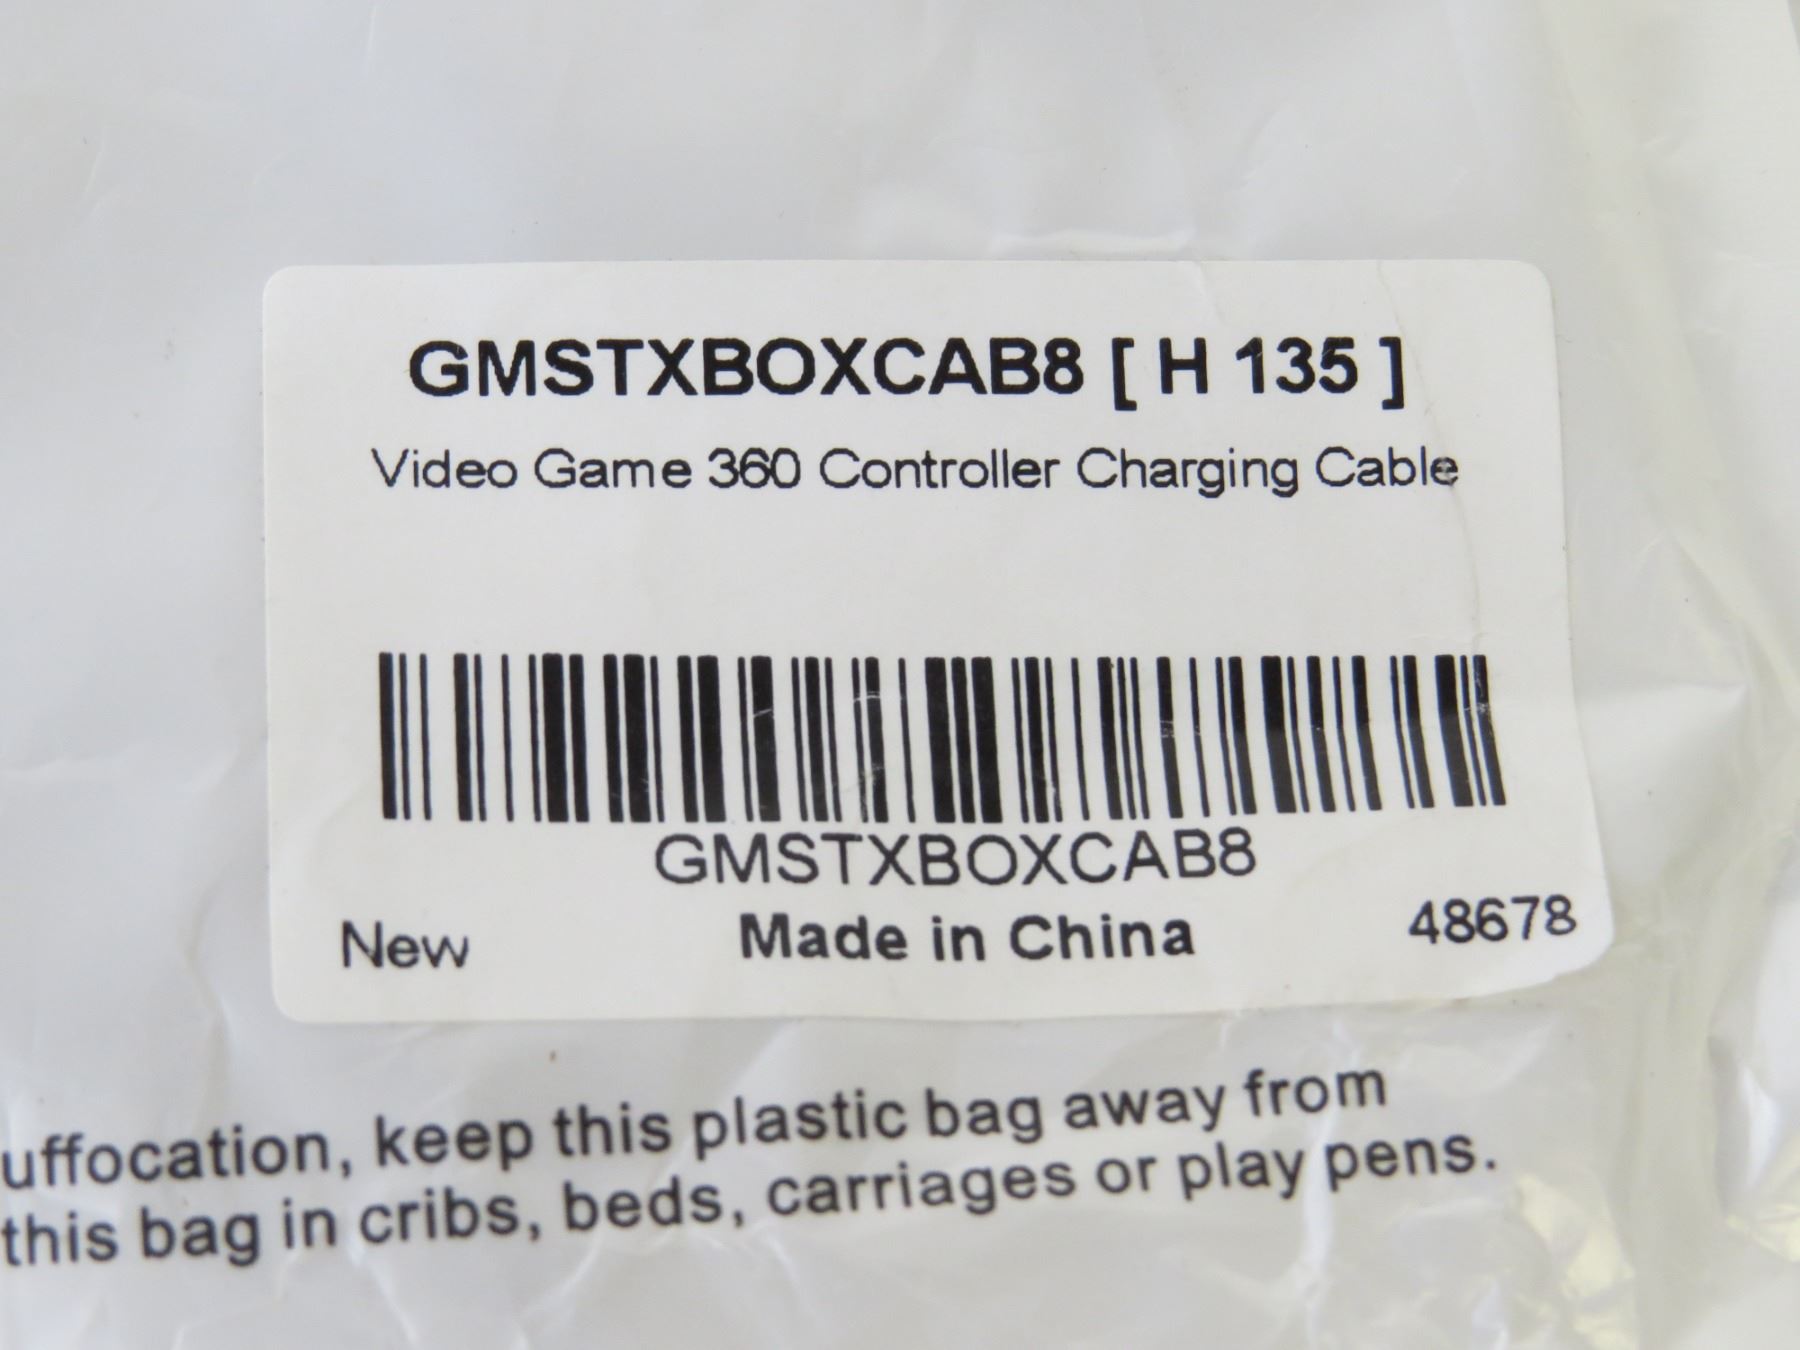 GMSTXBOXCAB8 [ H 135 ]
Video Game 360 Controller Charging Cable
GMSTXBOXCAB8
New Made in China 48678
uffocation, keep this plastic bag away from
this bag in cribs, beds, carriages or play pens.